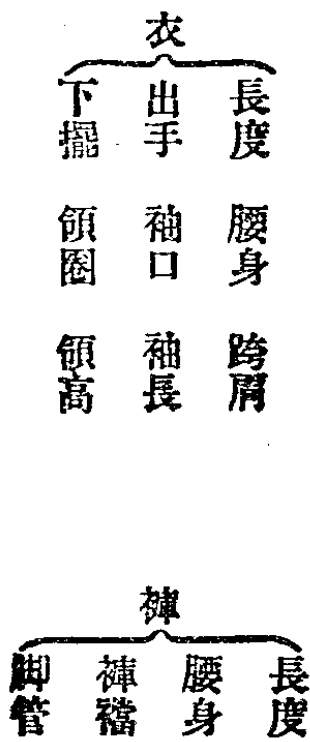 衣
長度 腰身 跨肩
出手 袖口 袖長
下擺 領圈 領高
褲
長度
腰身
褲襠
脚管